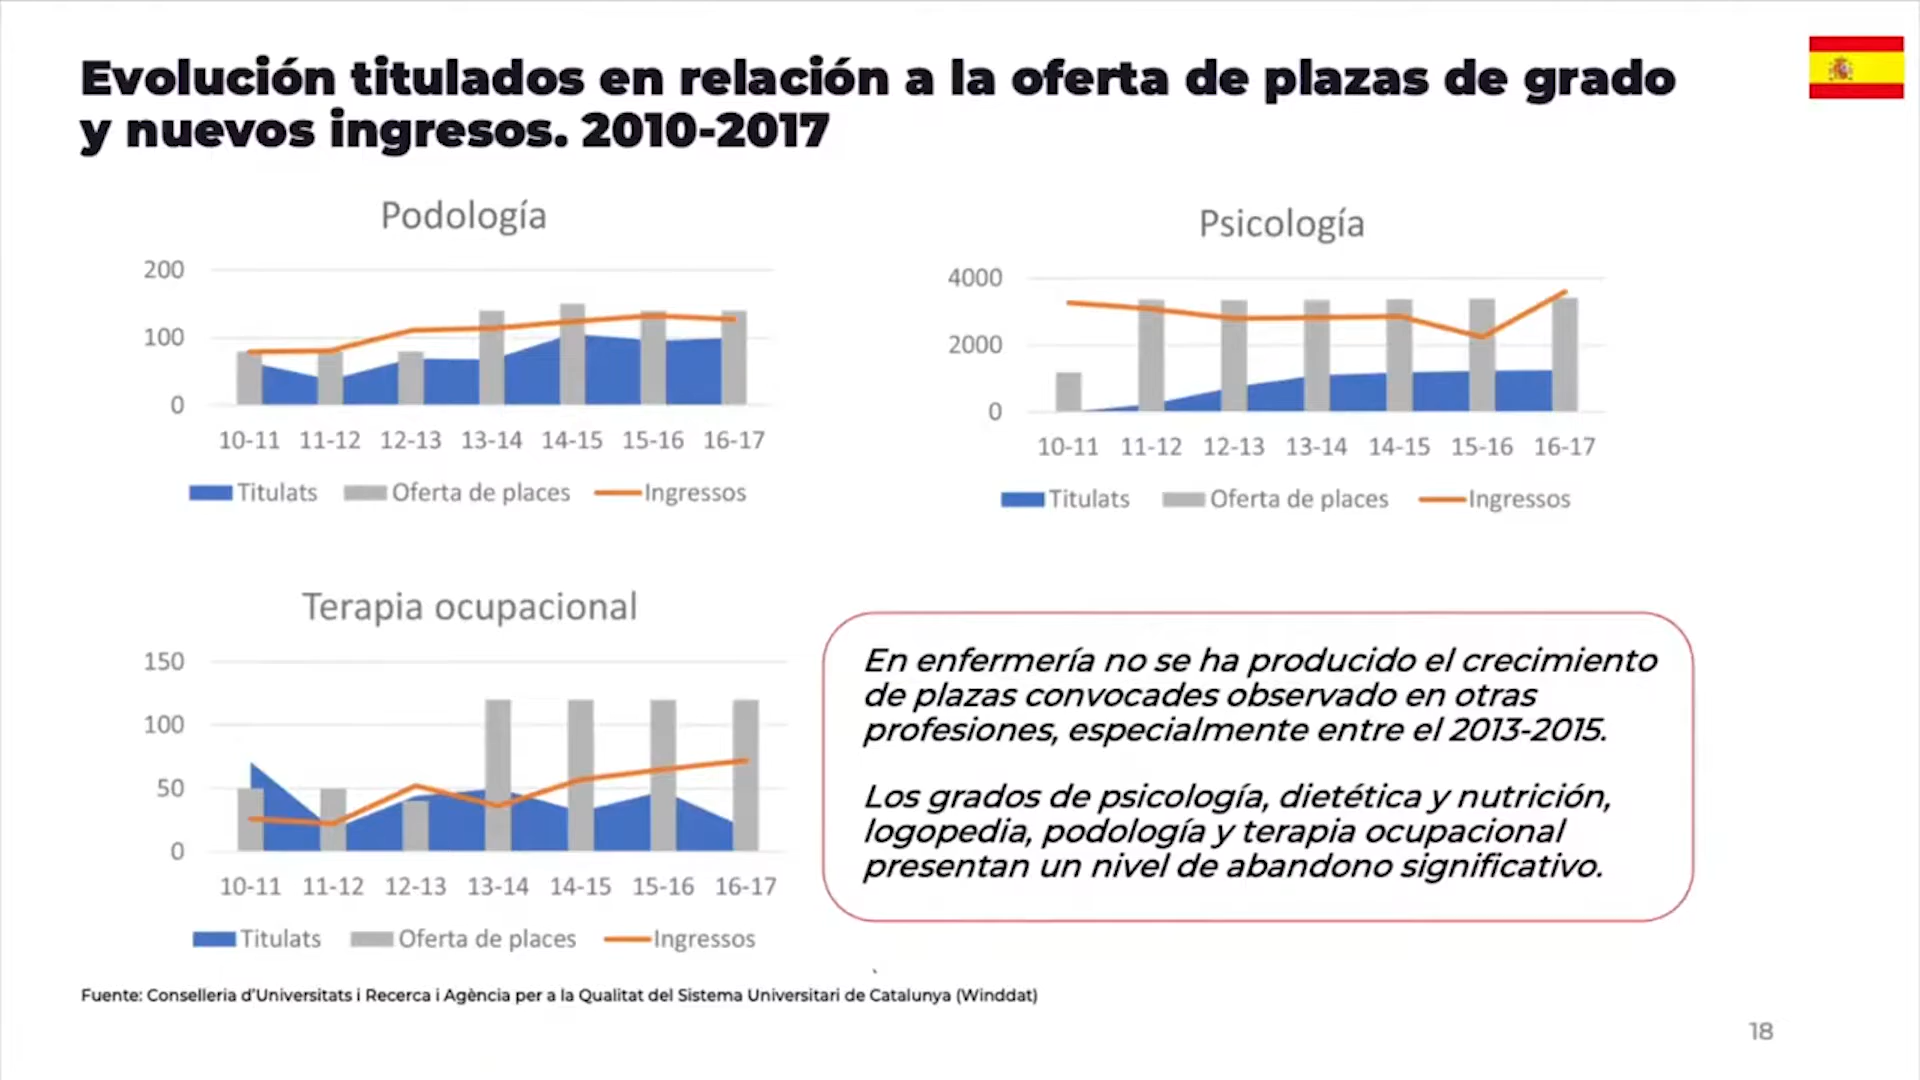 Evolución titulados en relación a la oferta de plazas de grado
y nuevos ingresos. 2010-2017
Podología
200
100
0
10-11 11-12 12-13 13-14 14-15 15-16 16-17
Titulats Oferta de places Ingressos
Psicología
4000
2000
0
10-11 11-12 12-13 13-14 14-15 15-16 16-17
Titulats Oferta de places Ingressos
Terapia ocupacional
150
100
50
0
10-11 11-12 12-13 13-14 14-15 15-16 16-17
Titulats Oferta de places Ingressos
En enfermería no se ha producido el crecimiento
de plazas convocades observado en otras
profesiones, especialmente entre el 2013-2015.
Los grados de psicología, dietética y nutrición,
logopedia, podología y terapia ocupacional
presentan un nivel de abandono significativo.
Fuente: Conselleria d'Universitats i Recerca i Agència per a la Qualitat del Sistema Universitari de Catalunya (Winddat)
18